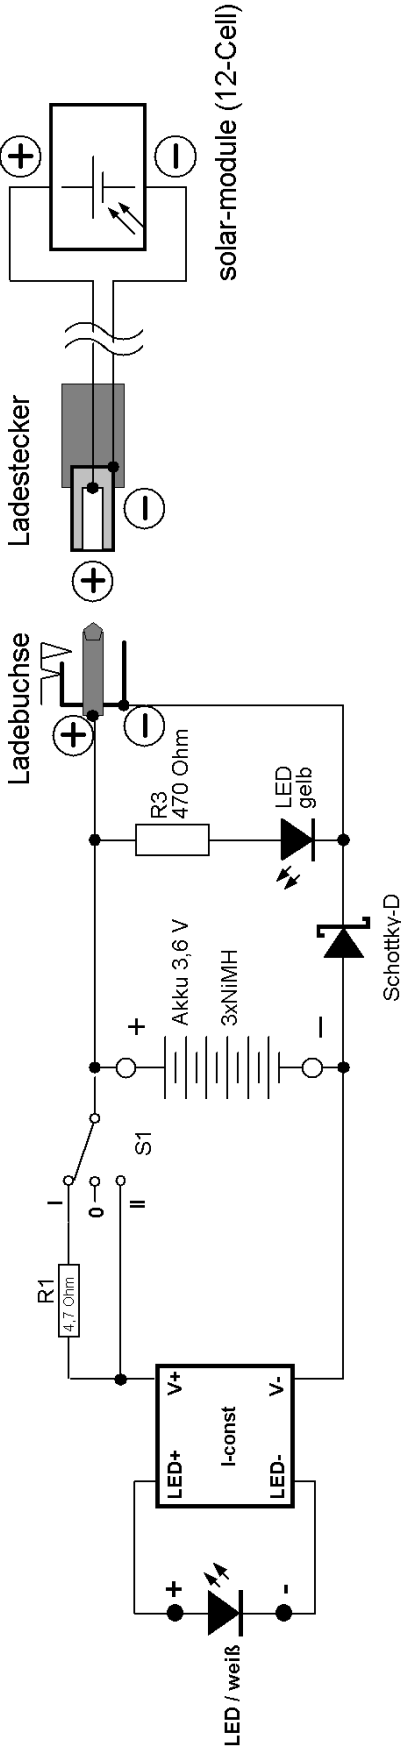 LED / weiß
+
-
LED+
LED-
I-const
V+
V-
R1
4,7 Ohm
I
0
II
S1
+
−
Akku 3,6 V
3xNiMH
Schottky-D
R3
470 Ohm
LED
gelb
Ladebuchse
+
−
Ladestecker
+
−
+
−
solar-module (12-Cell)